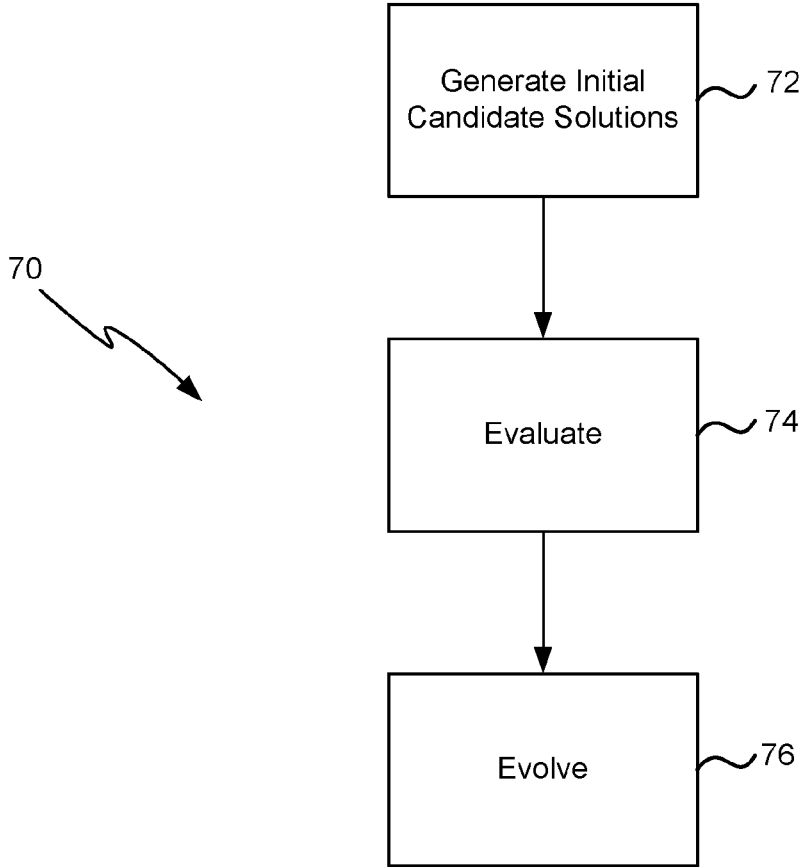 Generate Initial
Candidate Solutions
72
70
Evaluate
74
Evolve
76